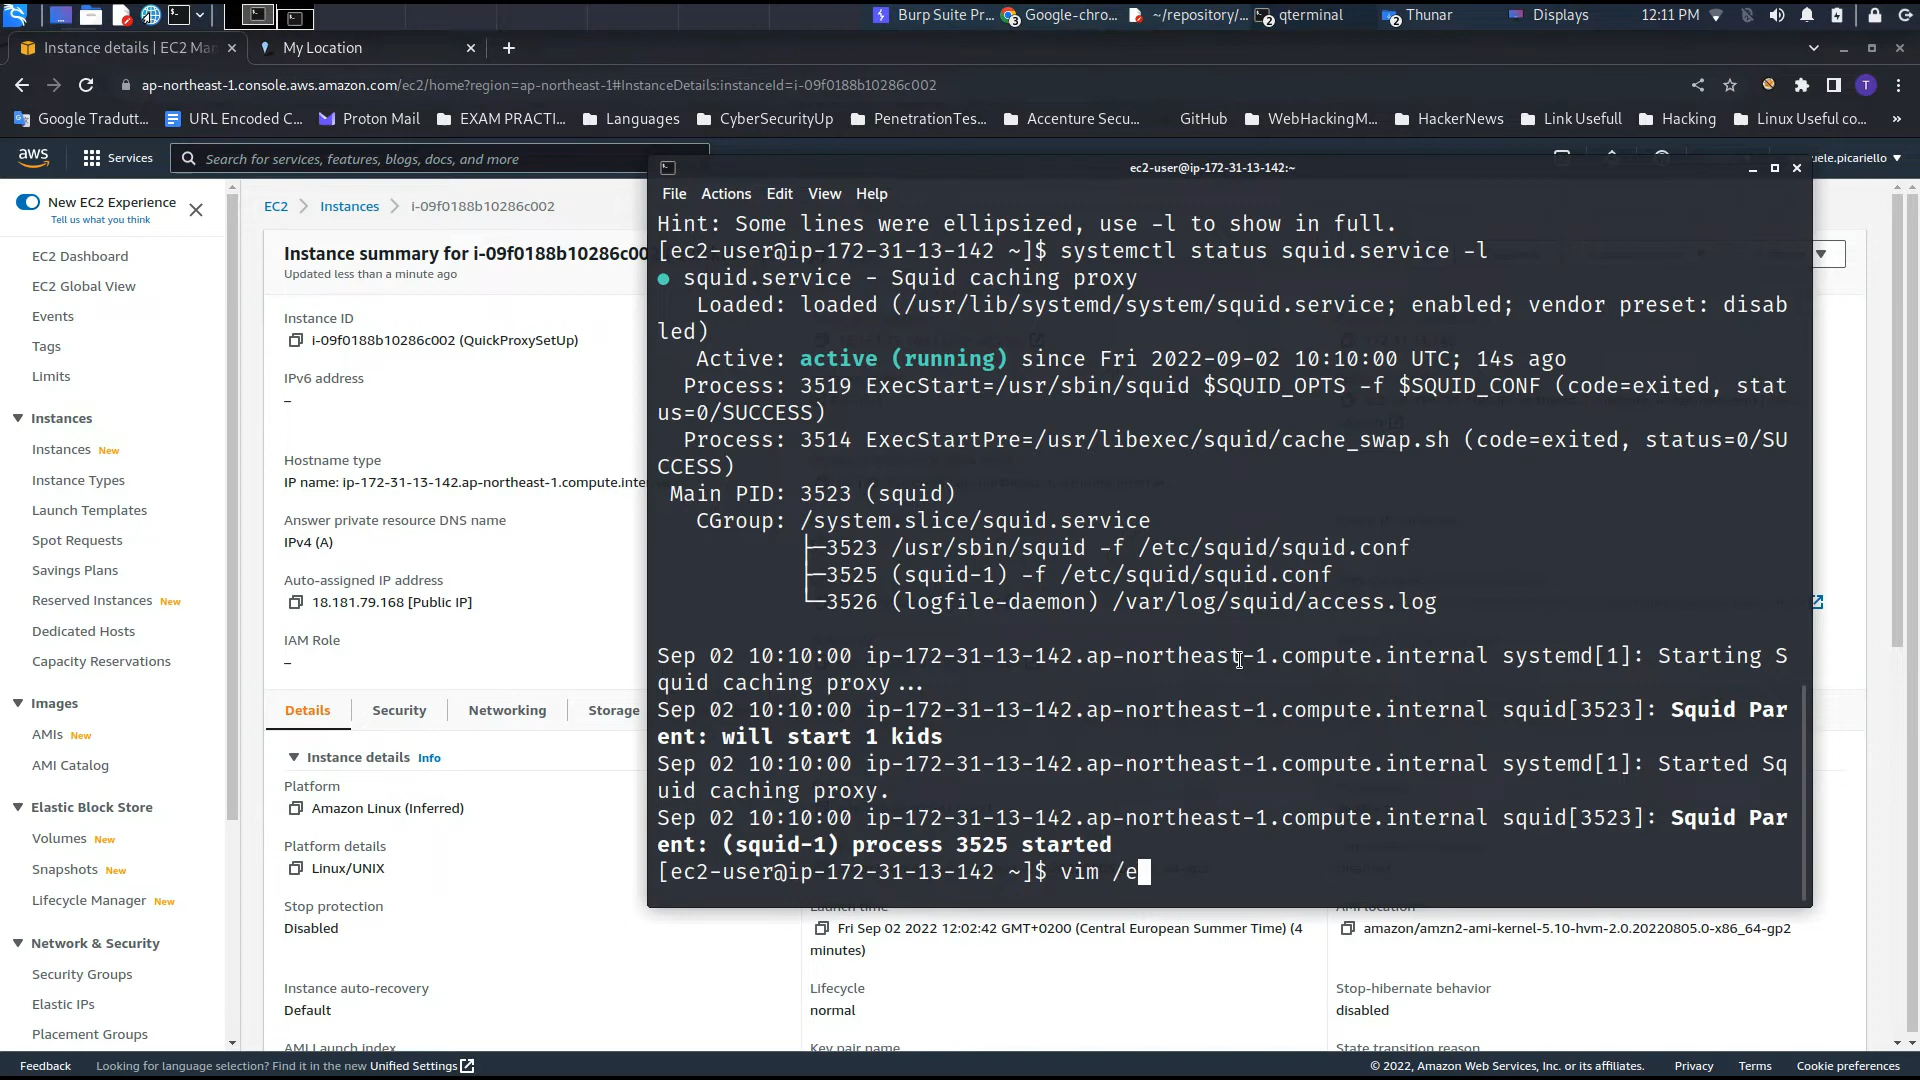 Burp Suite Pr... Google-chro... ~/repository/... qterminal Thunar Displays 12:11 PM
Instance details | EC2 Mar My Location
ap-northeast-1.console.aws.amazon.com/ec2/home?region=ap-northeast-1#InstanceDetails:instanceId=i-09f0188b10286c002
Google Tradutt... URL Encoded C... Proton Mail EXAM PRACTI... Languages CyberSecurityUp PenetrationTes... Accenture Secu... GitHub WebHackingM... HackerNews Link Usefull Hacking Linux Useful co... »
aws Services Search for services, features, blogs, docs, and more uele.picariello
New EC2 Experience
Tell us what you think
EC2 Dashboard
EC2 Global View
Events
Tags
Limits
Instances
Instances New
Instance Types
Launch Templates
Spot Requests
Savings Plans
Reserved Instances New
Dedicated Hosts
Capacity Reservations
Images
AMIs New
AMI Catalog
Elastic Block Store
Volumes New
Snapshots New
Lifecycle Manager New
Network & Security
Security Groups
Elastic IPs
Placement Groups
EC2 > Instances > i-09f0188b10286c002
Instance summary for i-09f0188b10286c00
Updated less than a minute ago
Instance ID
i-09f0188b10286c002 (QuickProxySetUp)
IPv6 address
–
Hostname type
IP name: ip-172-31-13-142.ap-northeast-1.compute.inte
Answer private resource DNS name
IPv4 (A)
Auto-assigned IP address
18.181.79.168 [Public IP]
IAM Role
–
Details Security Networking Storage
Instance details Info
Platform
Amazon Linux (Inferred)
Platform details
Linux/UNIX
Stop protection
Disabled
Instance auto-recovery
Default
AMI Launch index
Launch time
Fri Sep 02 2022 12:02:42 GMT+0200 (Central European Summer Time) (4
minutes)
Lifecycle
normal
Key pair name
AMI location
amazon/amzn2-ami-kernel-5.10-hvm-2.0.20220805.0-x86_64-gp2
Stop-hibernate behavior
disabled
State transition reason
ec2-user@ip-172-31-13-142:~
File Actions Edit View Help
Hint: Some lines were ellipsized, use -l to show in full.
[ec2-user@ip-172-31-13-142 ~]$ systemctl status squid.service -l
● squid.service - Squid caching proxy
Loaded: loaded (/usr/lib/systemd/system/squid.service; enabled; vendor preset: disab
led)
Active: active (running) since Fri 2022-09-02 10:10:00 UTC; 14s ago
Process: 3519 ExecStart=/usr/sbin/squid $SQUID_OPTS -f $SQUID_CONF (code=exited, stat
us=0/SUCCESS)
Process: 3514 ExecStartPre=/usr/libexec/squid/cache_swap.sh (code=exited, status=0/SU
CCESS)
Main PID: 3523 (squid)
CGroup: /system.slice/squid.service
├─3523 /usr/sbin/squid -f /etc/squid/squid.conf
├─3525 (squid-1) -f /etc/squid/squid.conf
└─3526 (logfile-daemon) /var/log/squid/access.log
Sep 02 10:10:00 ip-172-31-13-142.ap-northeast-1.compute.internal systemd[1]: Starting S
quid caching proxy...
Sep 02 10:10:00 ip-172-31-13-142.ap-northeast-1.compute.internal squid[3523]: Squid Par
ent: will start 1 kids
Sep 02 10:10:00 ip-172-31-13-142.ap-northeast-1.compute.internal systemd[1]: Started Sq
uid caching proxy.
Sep 02 10:10:00 ip-172-31-13-142.ap-northeast-1.compute.internal squid[3523]: Squid Par
ent: (squid-1) process 3525 started
[ec2-user@ip-172-31-13-142 ~]$ vim /e
Feedback Looking for language selection? Find it in the new Unified Settings © 2022, Amazon Web Services, Inc. or its affiliates. Privacy Terms Cookie preferences